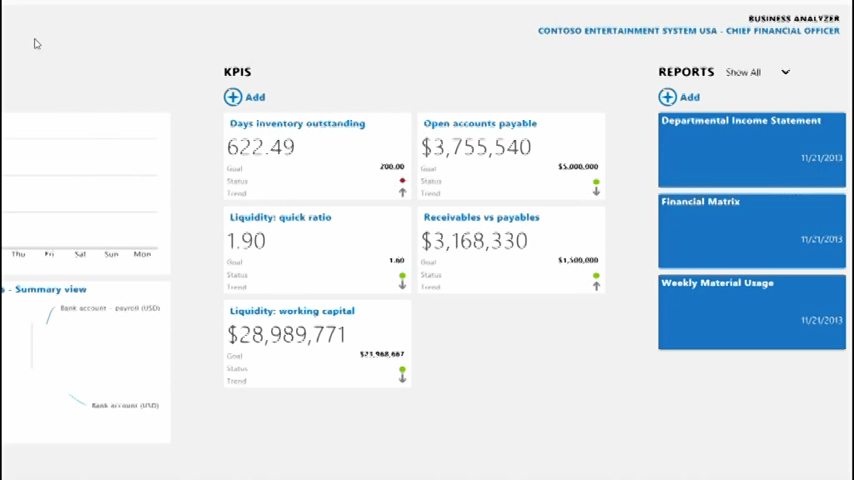 BUSINESS ANALYZER
CONTOSO ENTERTAINMENT SYSTEM USA - CHIEF FINANCIAL OFFICER
KPIS
Add
Days inventory outstanding
622.49
Goal 200.00
Status
Trend
Open accounts payable
$3,755,540
Goal $5,000,000
Status
Trend
Liquidity: quick ratio
1.90
Goal 1.60
Status
Trend
Receivables vs payables
$3,168,330
Goal $1,500,000
Status
Trend
Liquidity: working capital
$28,989,771
Goal
Status
Trend
REPORTS Show All
Add
Departmental Income Statement
11/21/2013
Financial Matrix
11/21/2013
Weekly Material Usage
11/21/2013
Thu Fri Sat Sun Mon
- Summary view
Bank account - payroll (USD)
Bank account (USD)